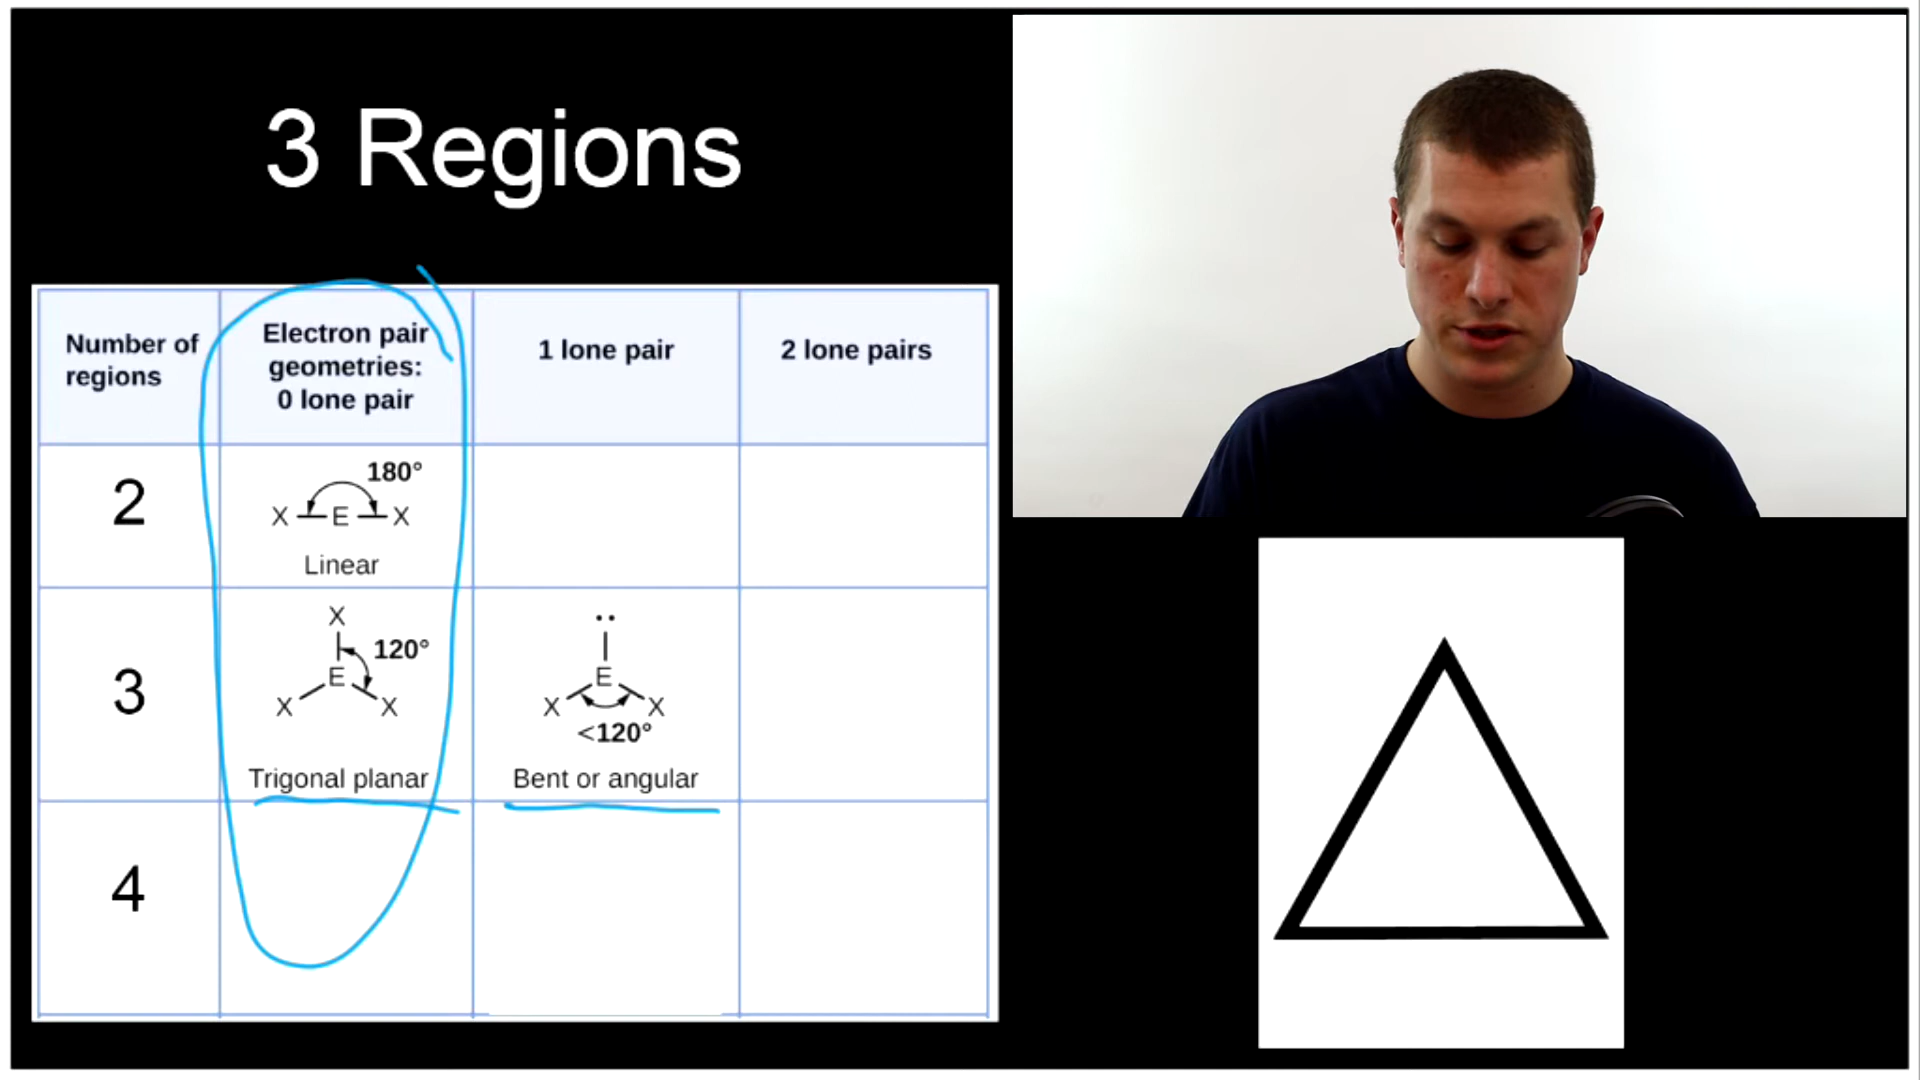 3 Regions
Number of
regions
Electron pair
geometries:
0 lone pair
1 lone pair
2 lone pairs
2
180°
X E X
Linear
3
X
120°
E
X X
Trigonal planar
••
E
X X
<120°
Bent or angular
4